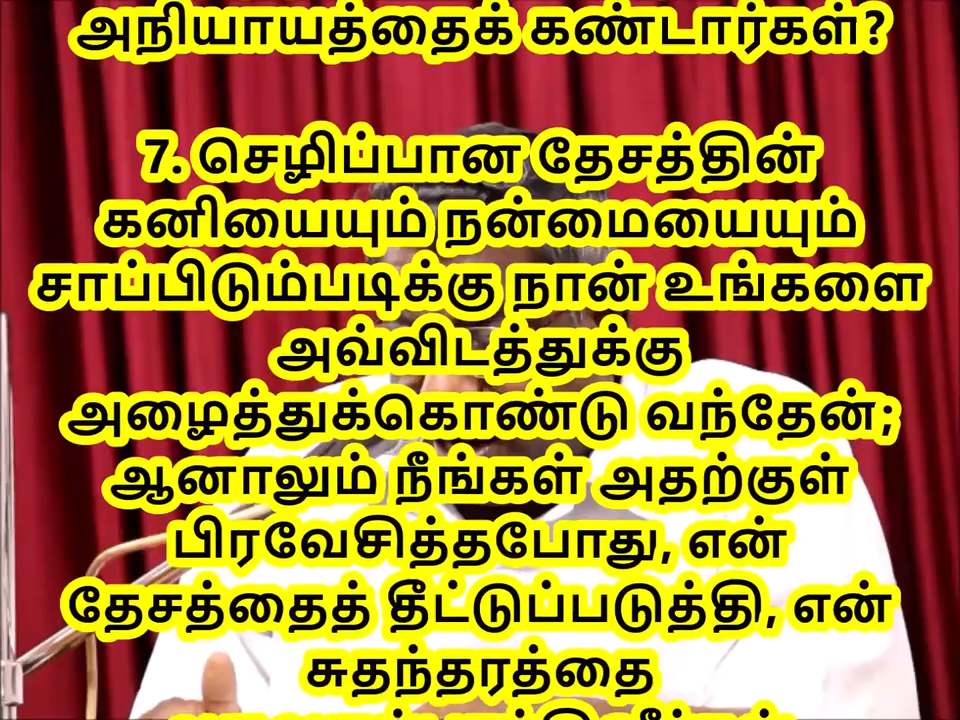 அநியாயத்தைக் கண்டார்கள்?
7. செழிப்பான தேசத்தின்
கனியையும் நன்மையையும்
சாப்பிடும்படிக்கு நான் உங்களை
அவ்விடத்துக்கு
அழைத்துக்கொண்டு வந்தேன்;
ஆனாலும் நீங்கள் அதற்குள்
பிரவேசித்தபோது, என்
தேசத்தைத் தீட்டுப்படுத்தி, என்
சுதந்தரத்தை